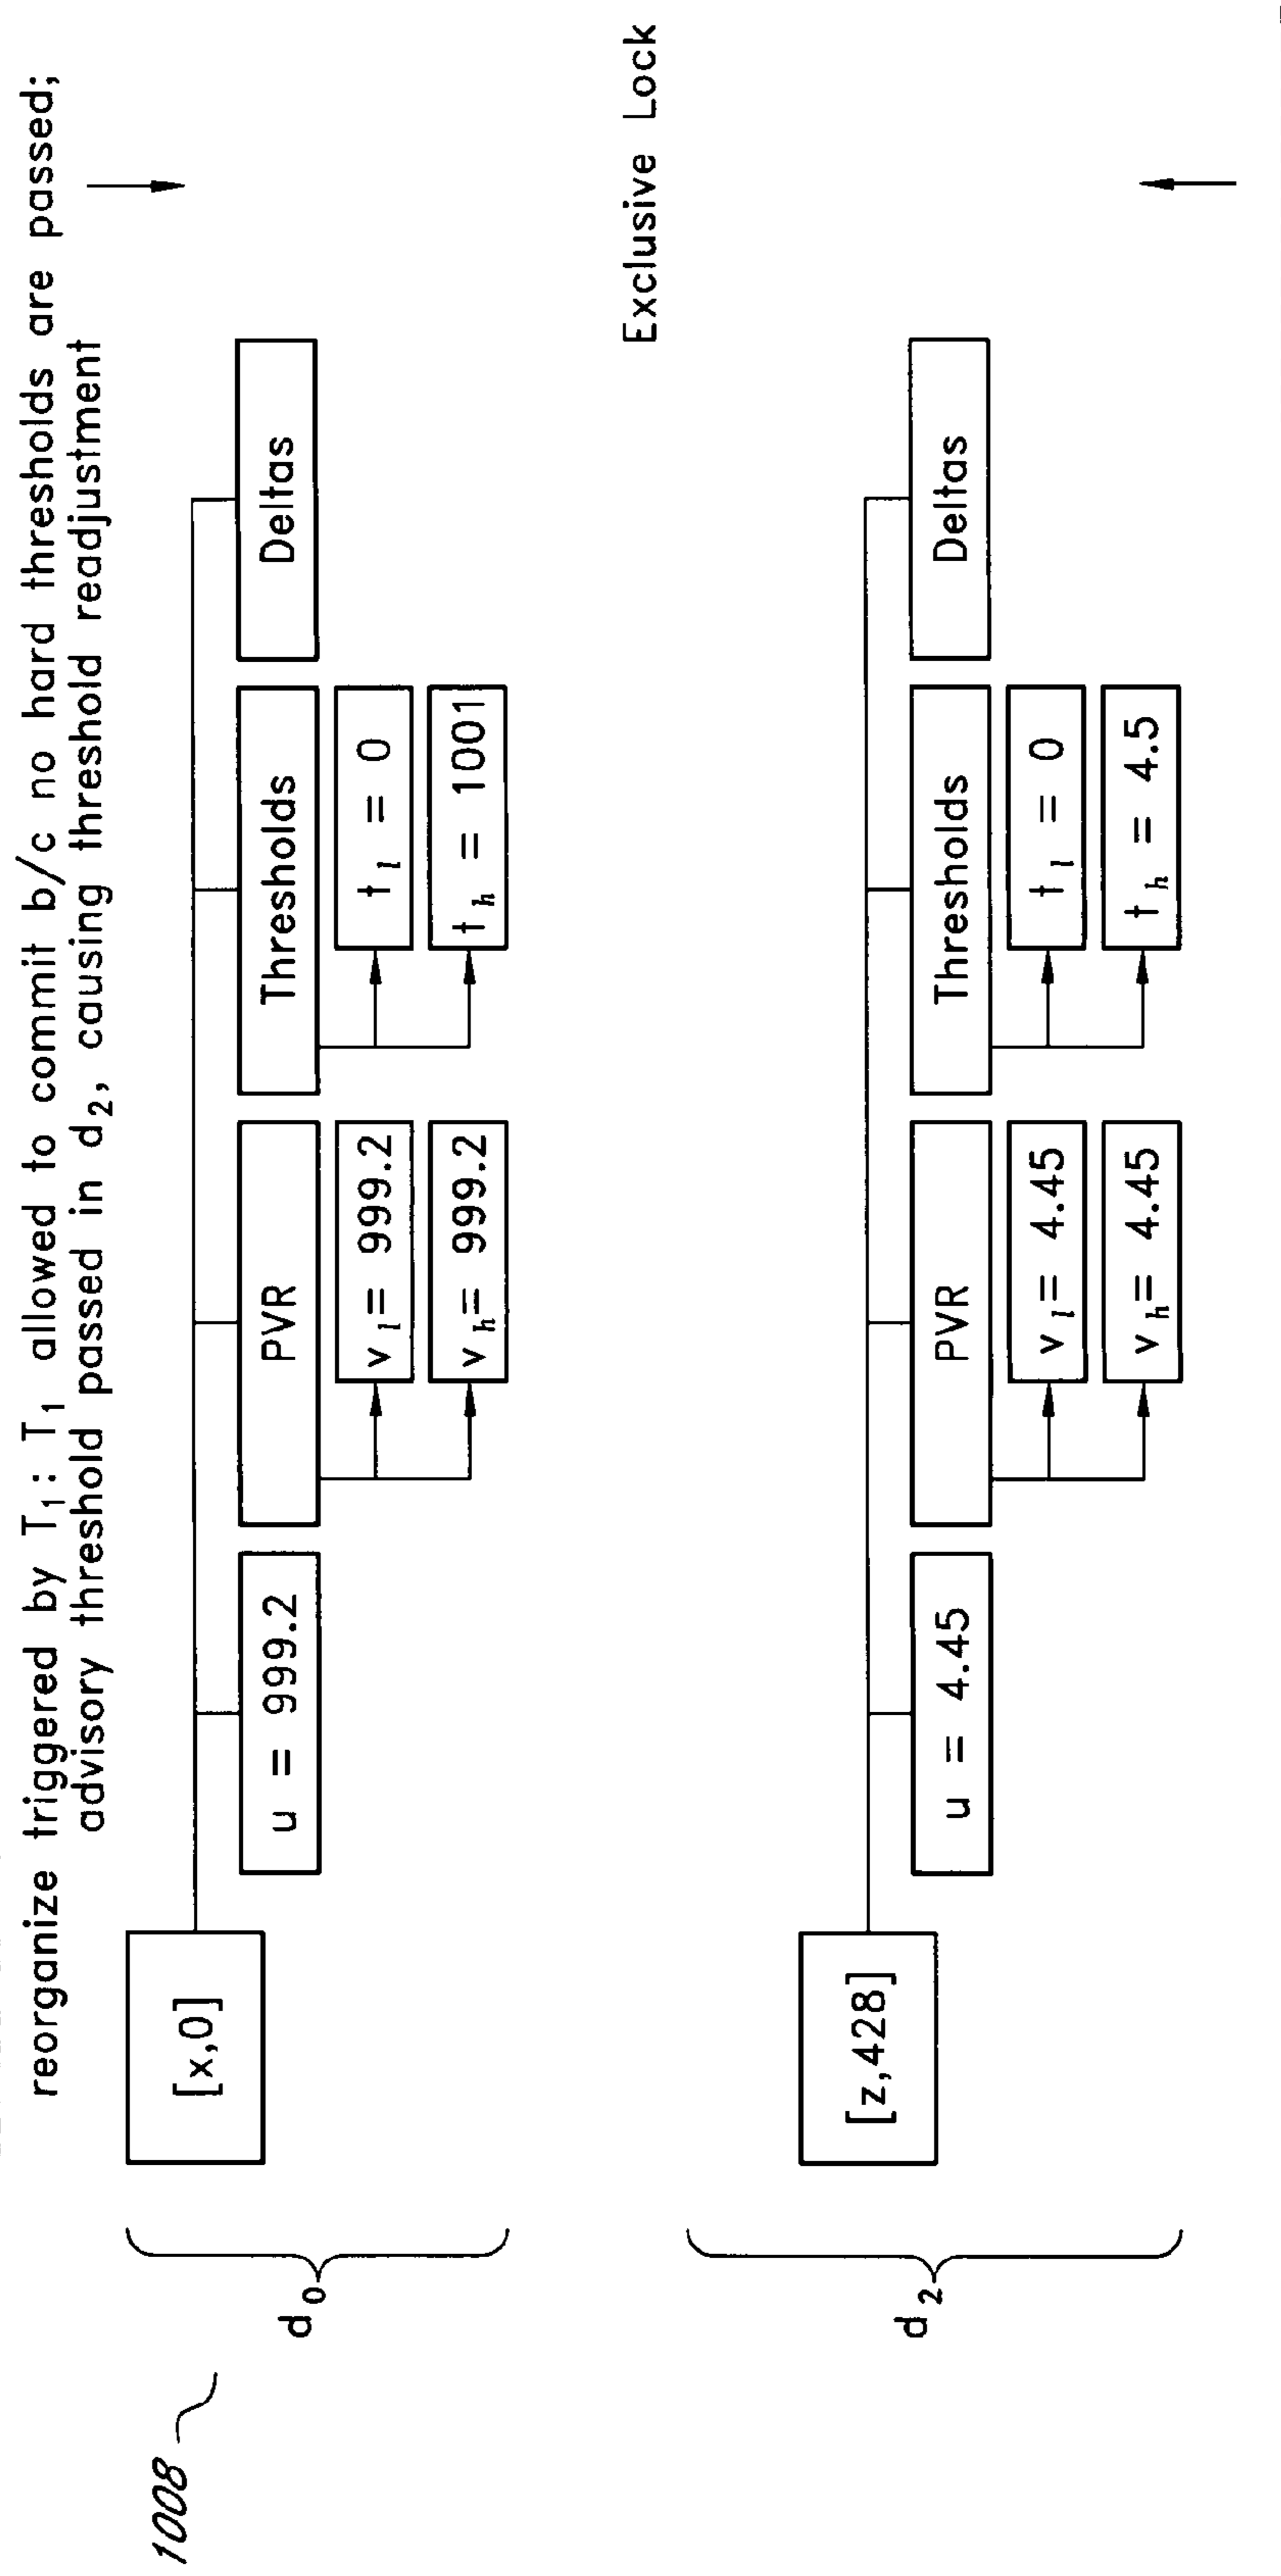 reorganize triggered by T1: T1 allowed to commit b/c no hard thresholds are passed;
advisory threshold passed in d2, causing threshold readjustment
1008
d0
[x,0]
u = 999.2
PVR
vl = 999.2
vh = 999.2
Thresholds
tl = 0
th = 1001
Deltas
Exclusive Lock
d2
[z,428]
u = 4.45
PVR
vl = 4.45
vh = 4.45
Thresholds
tl = 0
th = 4.5
Deltas